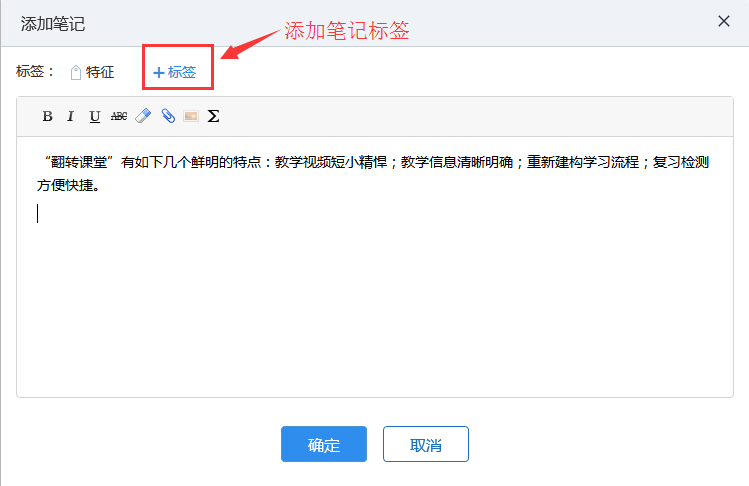 添加笔记
添加笔记标签
标签： 特征 +标签
B I U ABC Σ
“翻转课堂”有如下几个鲜明的特点：教学视频短小精悍；教学信息清晰明确；重新建构学习流程；复习检测
方便快捷。
确定 取消